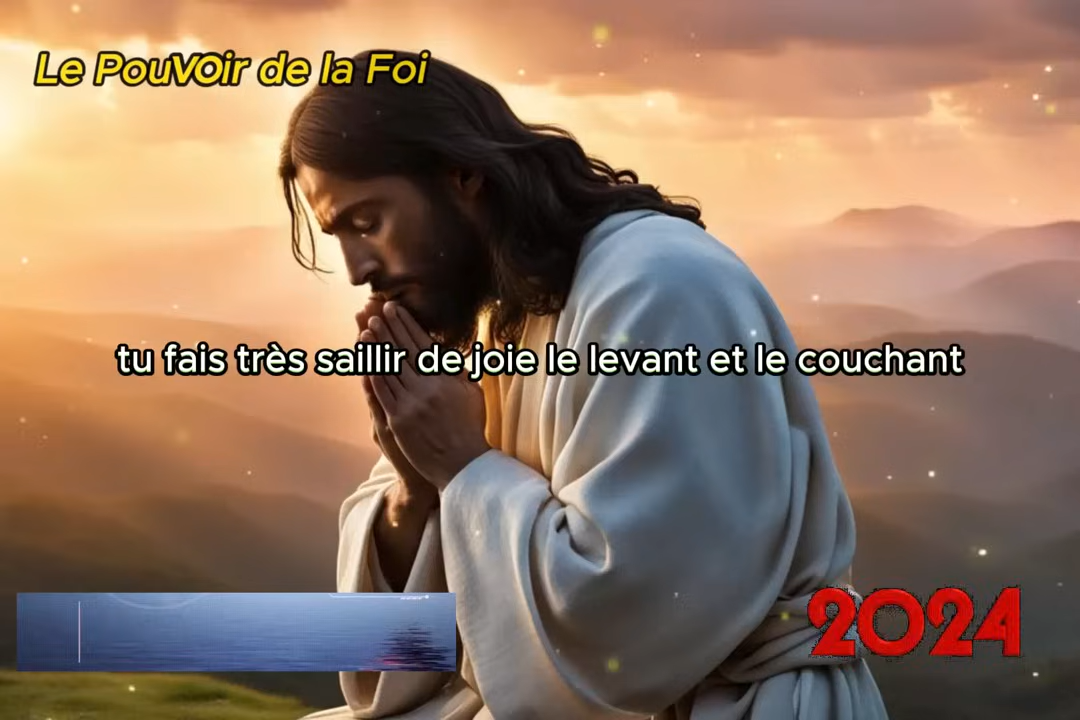 Le PouVOir de la Foi
tu fais très saillir de joie le levant et le couchant
2024